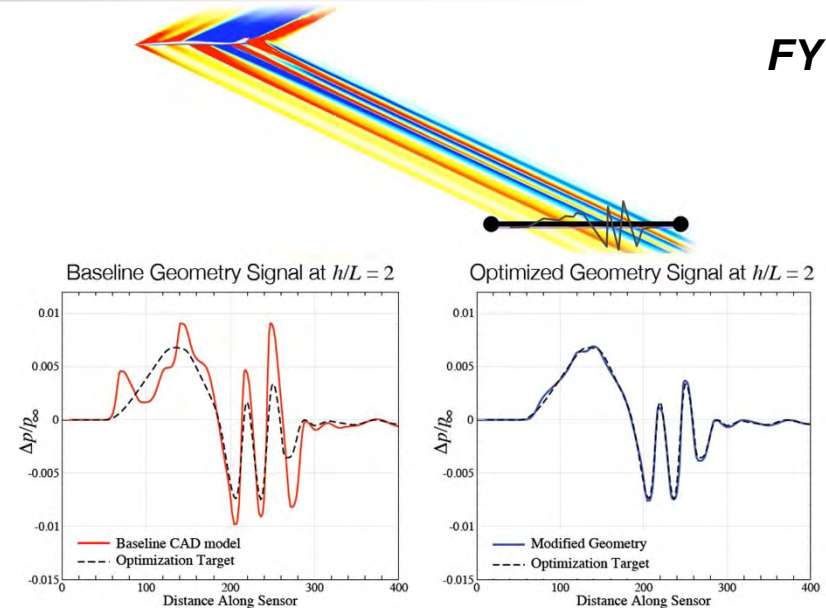 FY
Baseline Geometry Signal at h/L = 2
0.01
0.005
0
-0.005
-0.01
-0.015
Δp/p∞
Baseline CAD model
Optimization Target
0 100 200 300 400
Distance Along Sensor
Optimized Geometry Signal at h/L = 2
0.01
0.005
0
-0.005
-0.01
-0.015
Δp/p∞
Modified Geometry
Optimization Target
0 100 200 300 400
Distance Along Sensor